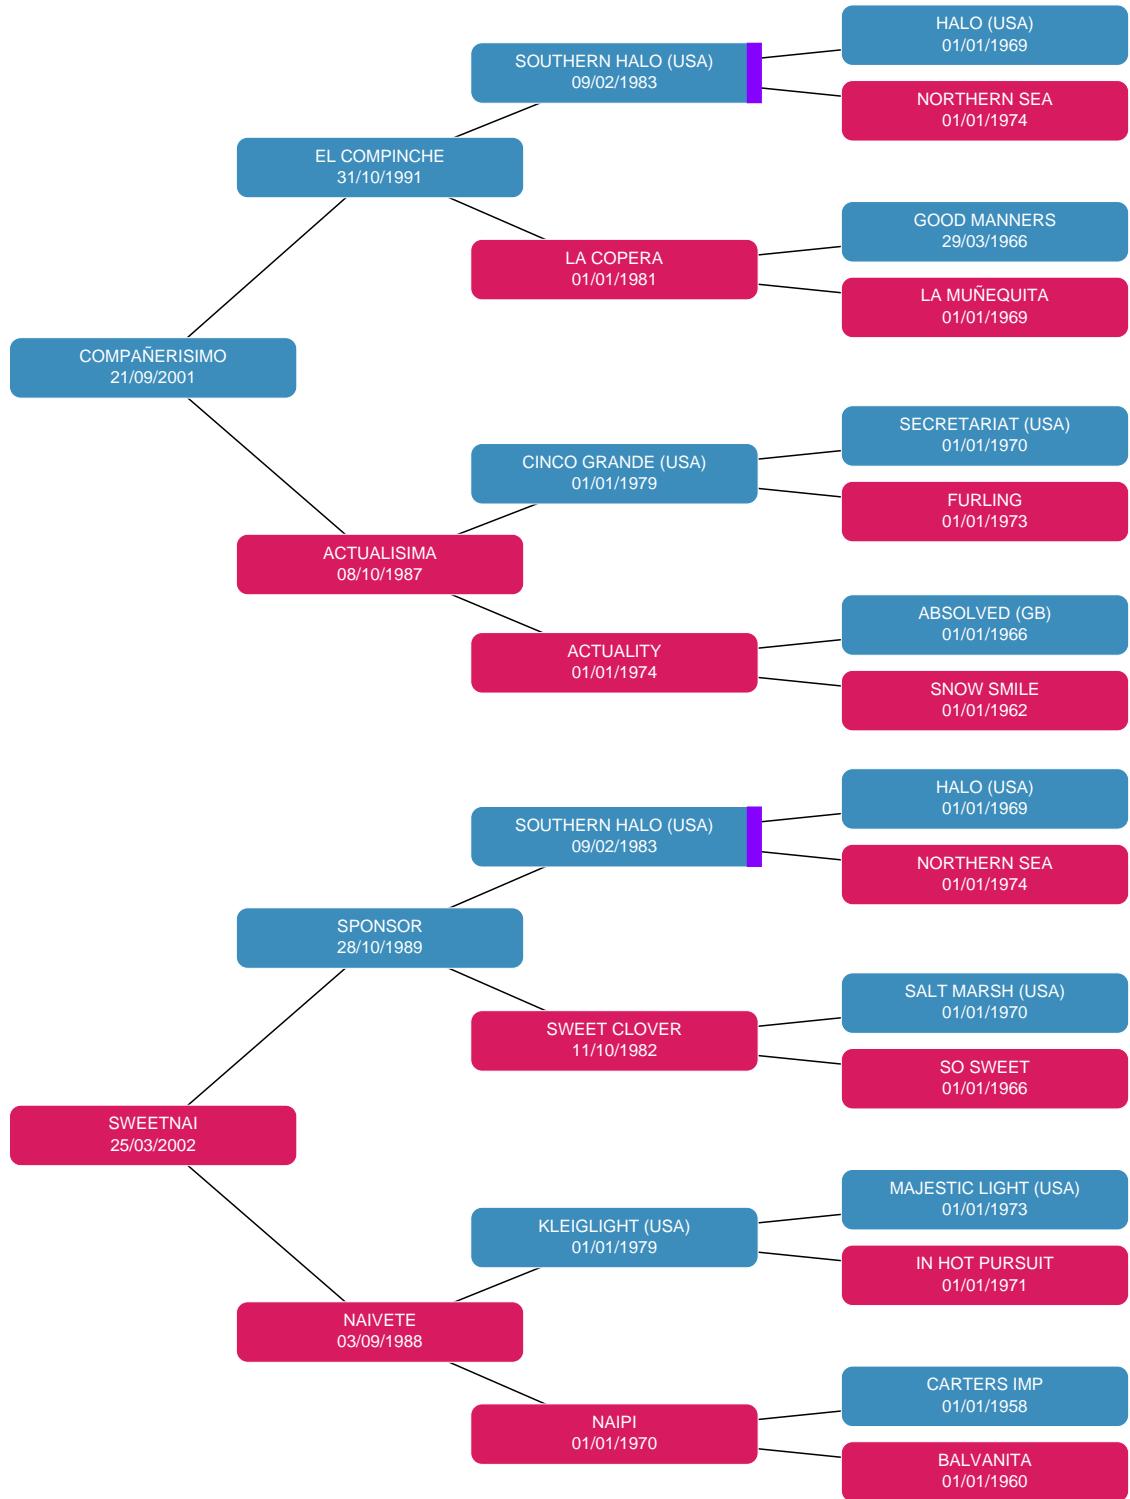 HALO (USA)
01/01/1969
SOUTHERN HALO (USA)
09/02/1983
NORTHERN SEA
01/01/1974
EL COMPINCHE
31/10/1991
GOOD MANNERS
29/03/1966
LA COPERA
01/01/1981
LA MUÑEQUITA
01/01/1969
COMPAÑERISIMO
21/09/2001
SECRETARIAT (USA)
01/01/1970
CINCO GRANDE (USA)
01/01/1979
FURLING
01/01/1973
ACTUALISIMA
08/10/1987
ABSOLVED (GB)
01/01/1966
ACTUALITY
01/01/1974
SNOW SMILE
01/01/1962
HALO (USA)
01/01/1969
SOUTHERN HALO (USA)
09/02/1983
NORTHERN SEA
01/01/1974
SPONSOR
28/10/1989
SALT MARSH (USA)
01/01/1970
SWEET CLOVER
11/10/1982
SO SWEET
01/01/1966
SWEETNAI
25/03/2002
MAJESTIC LIGHT (USA)
01/01/1973
KLEIGLIGHT (USA)
01/01/1979
IN HOT PURSUIT
01/01/1971
NAIVETE
03/09/1988
CARTERS IMP
01/01/1958
NAIPI
01/01/1970
BALVANITA
01/01/1960